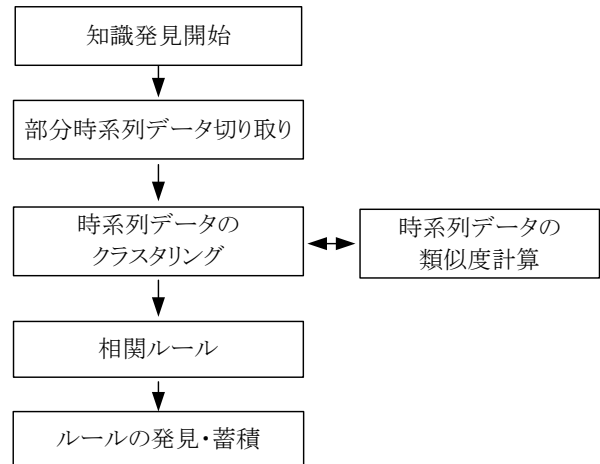 知識発見開始
部分時系列データ切り取り
時系列データの
クラスタリング
時系列データの
類似度計算
相関ルール
ルールの発見・蓄積